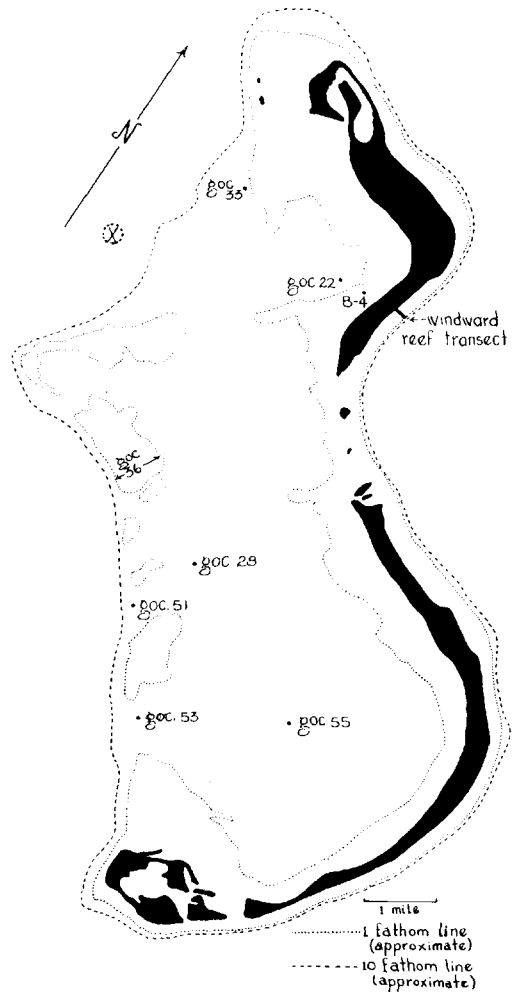 N
goc
33
X
goc 22
B-4
windward
reef transect
goc
36
goc 28
goc. 51
goc. 53
goc 55
1 mile
1 fathom line
(approximate)
10 fathom line
(approximate)